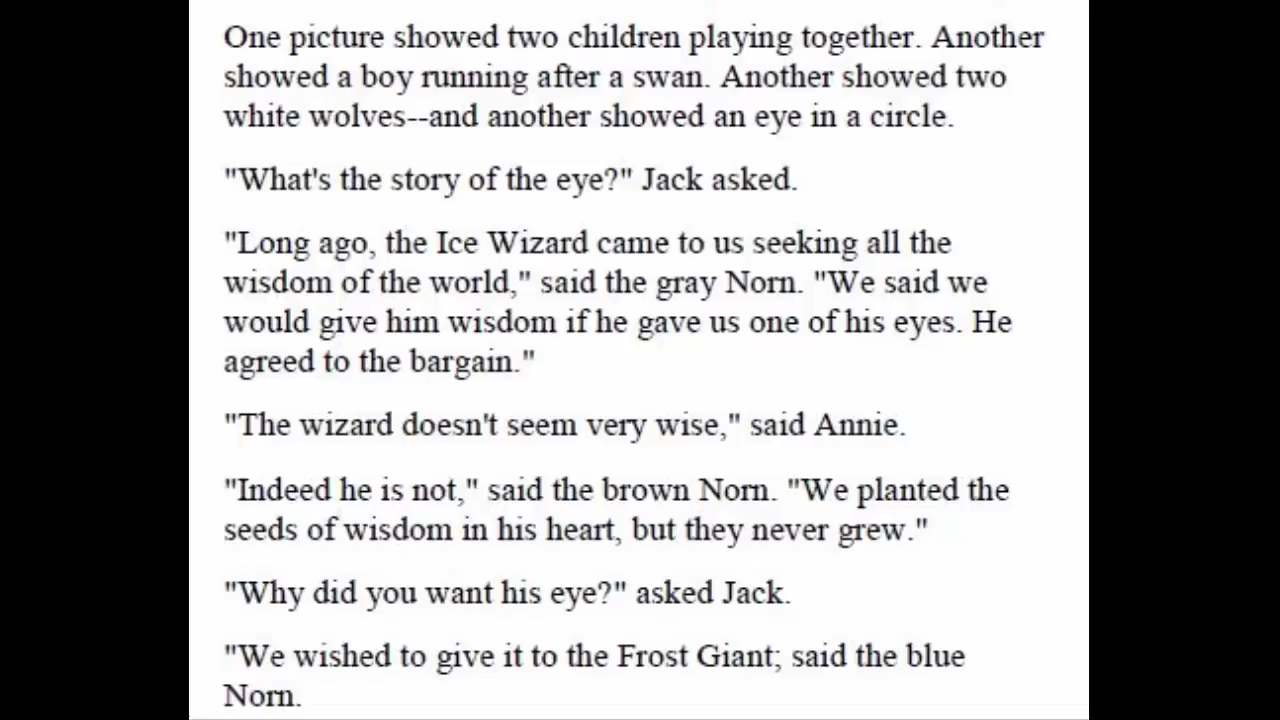 One picture showed two children playing together. Another
showed a boy running after a swan. Another showed two
white wolves--and another showed an eye in a circle.
"What's the story of the eye?" Jack asked.
"Long ago, the Ice Wizard came to us seeking all the
wisdom of the world," said the gray Norn. "We said we
would give him wisdom if he gave us one of his eyes. He
agreed to the bargain."
"The wizard doesn't seem very wise," said Annie.
"Indeed he is not," said the brown Norn. "We planted the
seeds of wisdom in his heart, but they never grew."
"Why did you want his eye?" asked Jack.
"We wished to give it to the Frost Giant; said the blue
Norn.